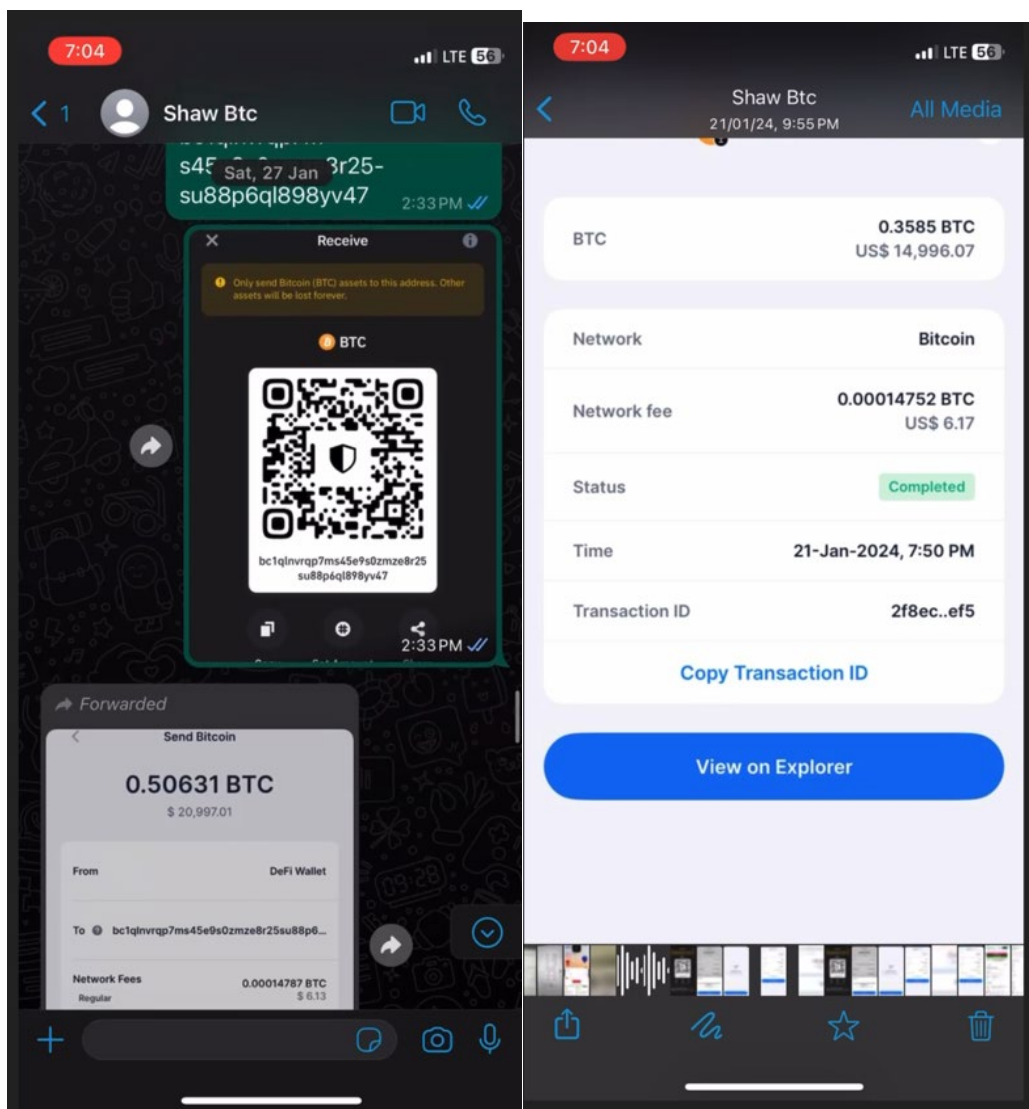 7:04
LTE 56
1
Shaw Btc
Sat, 27 Jan
8r25-
su88p6ql898yv47
2:33 PM
Receive
Only send Bitcoin (BTC) assets to this address. Other
assets will be lost forever.
BTC
bc1qlnvrqp7ms45e9s0zmze8r25
su88p6ql898yv47
2:33 PM
Forwarded
Send Bitcoin
0.50631 BTC
$ 20,997.01
From
DeFi Wallet
To
bc1qlnvrqp7ms45e9s0zmze8r25su88p6...
Network Fees
0.00014787 BTC
Regular
$ 6.13
7:04
LTE 56
Shaw Btc
21/01/24, 9:55 PM
All Media
BTC
0.3585 BTC
US$ 14,996.07
Network
Bitcoin
Network fee
0.00014752 BTC
US$ 6.17
Status
Completed
Time
21-Jan-2024, 7:50 PM
Transaction ID
2f8ec..ef5
Copy Transaction ID
View on Explorer